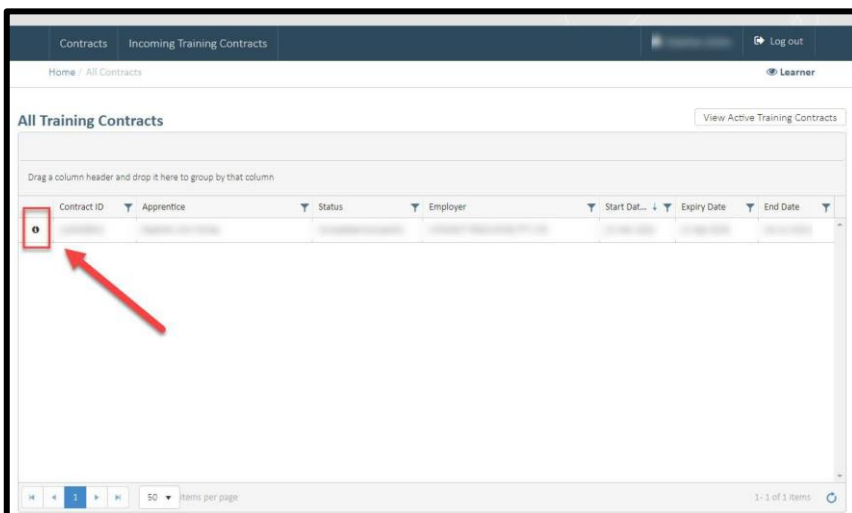 Contracts Incoming Training Contracts Log out
Home / All Contracts Learner
All Training Contracts View Active Training Contracts
Drag a column header and drop it here to group by that column
Contract ID Apprentice Status Employer Start Dat... ↓ Expiry Date End Date
1 50 items per page 1 - 1 of 1 items